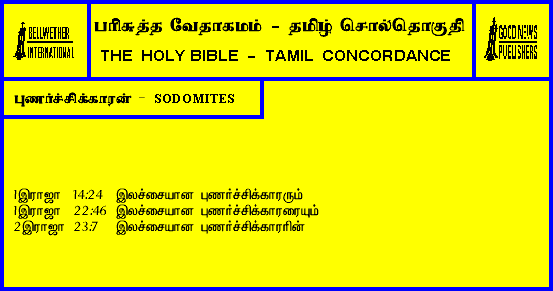 BELLWETHER
INTERNATIONAL
பரிசுத்த வேதாகமம் - தமிழ் சொல்தொகுதி
THE HOLY BIBLE - TAMIL CONCORDANCE
GOOD NEWS
PUBLISHERS
புணர்ச்சிக்காரன் - SODOMITES
1இராஜா 14:24 இலச்சையான புணர்ச்சிக்காரரும்
1இராஜா 22:46 இலச்சையான புணர்ச்சிக்காரரையும்
2இராஜா 23:7 இலச்சையான புணர்ச்சிக்காரரின்